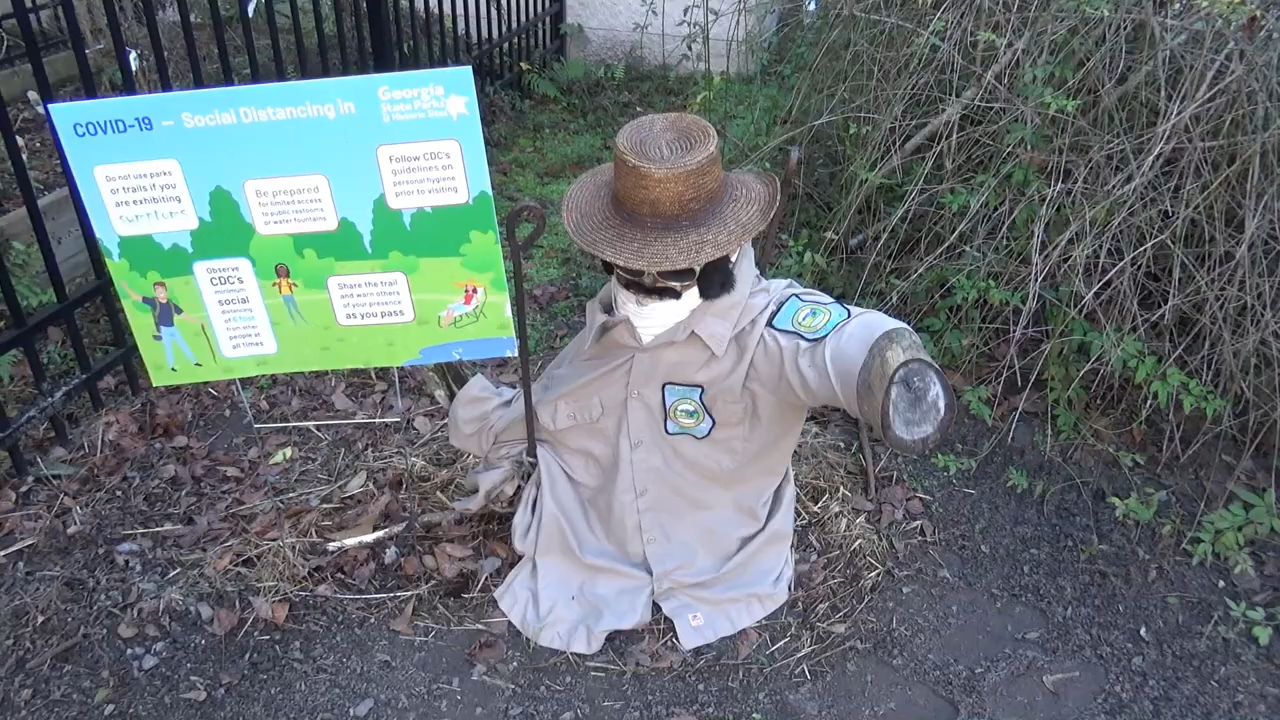 COVID-19 – Social Distancing in
Georgia
State Parks
& Historic Sites
Do not use parks
or trails if you
are exhibiting
symptoms
Be prepared
for limited access
to public restrooms
or water fountains
Follow CDC's
guidelines on
personal hygiene
prior to visiting
Observe
CDC's
minimum
social
distancing
of 6 feet
from other
people at
all times
Share the trail
and warn others
of your presence
as you pass